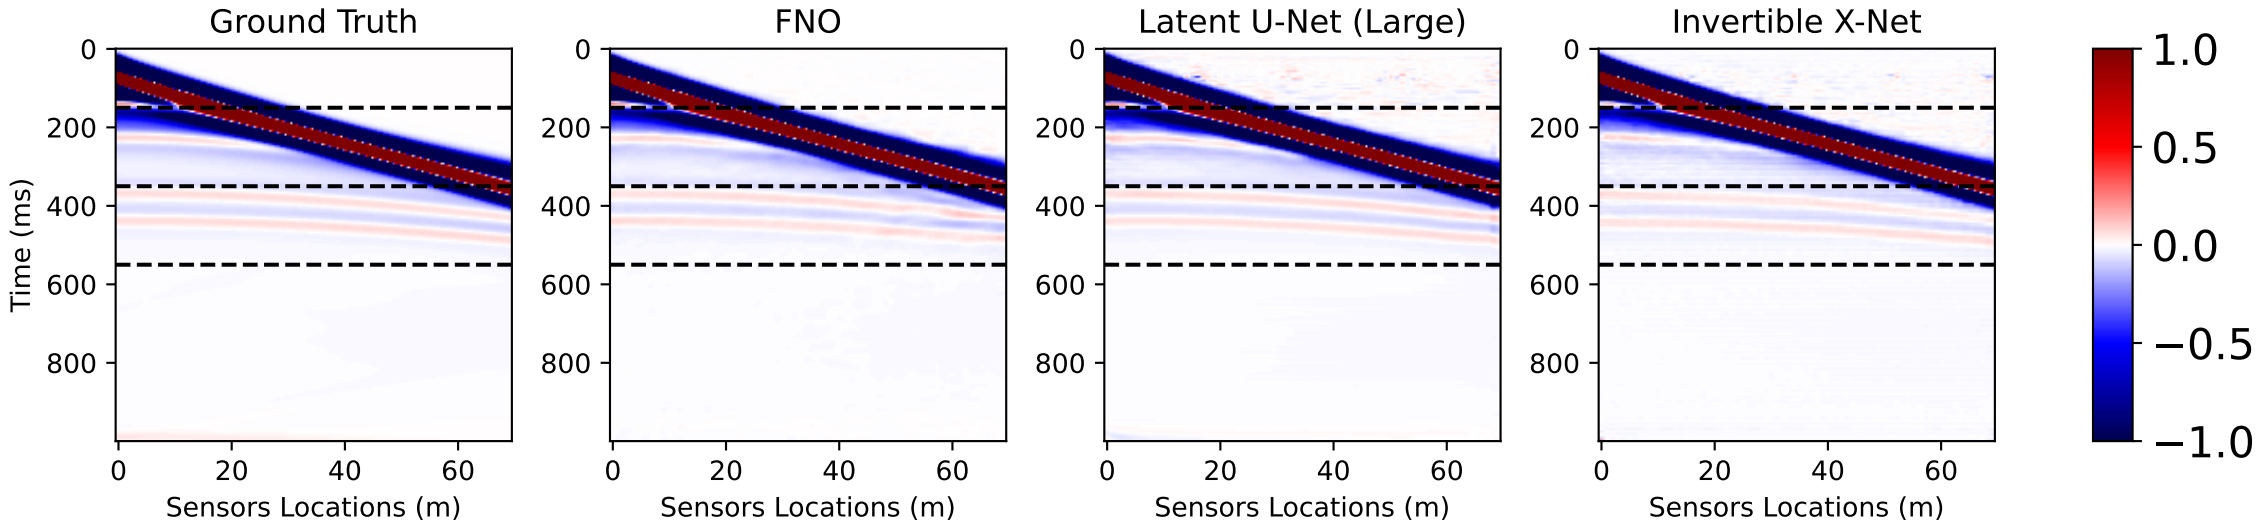 Ground Truth
FNO
Latent U-Net (Large)
Invertible X-Net
Time (ms)
0
200
400
600
800
0 20 40 60
Sensors Locations (m)
0
200
400
600
800
0 20 40 60
Sensors Locations (m)
0
200
400
600
800
0 20 40 60
Sensors Locations (m)
0
200
400
600
800
0 20 40 60
Sensors Locations (m)
1.0
0.5
0.0
−0.5
−1.0